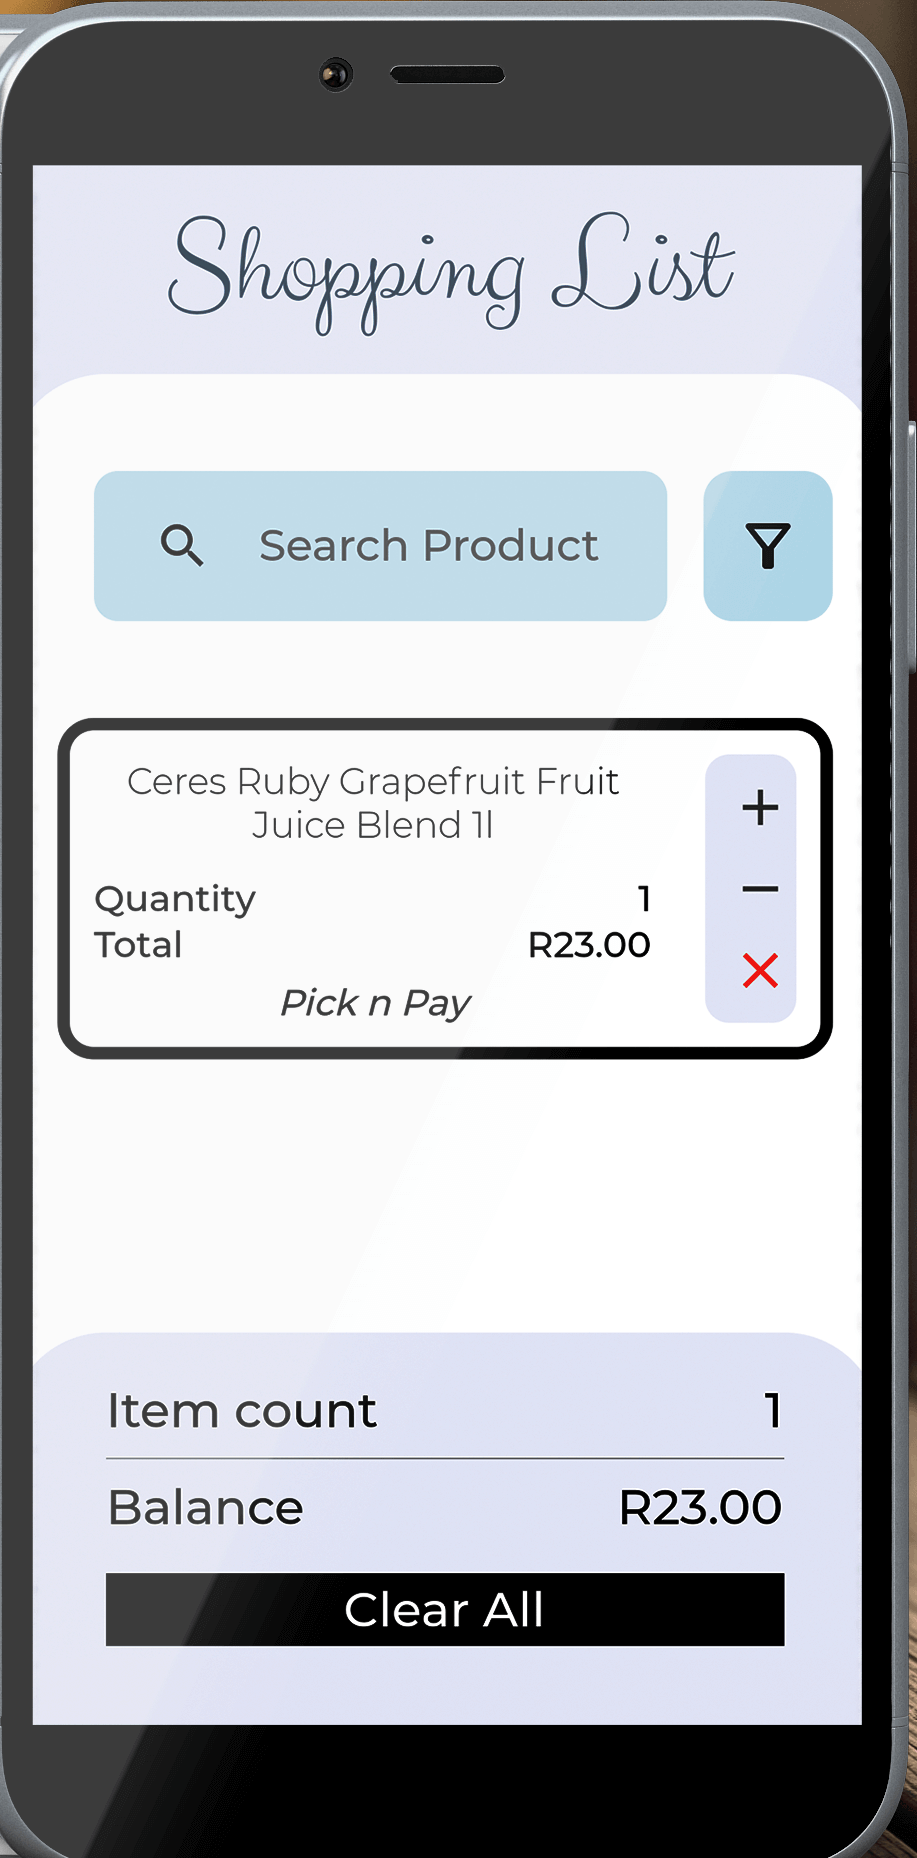 Shopping List
Search Product
Ceres Ruby Grapefruit Fruit
Juice Blend 1l
Quantity 1
Total R23.00
Pick n Pay
Item count 1
Balance R23.00
Clear All